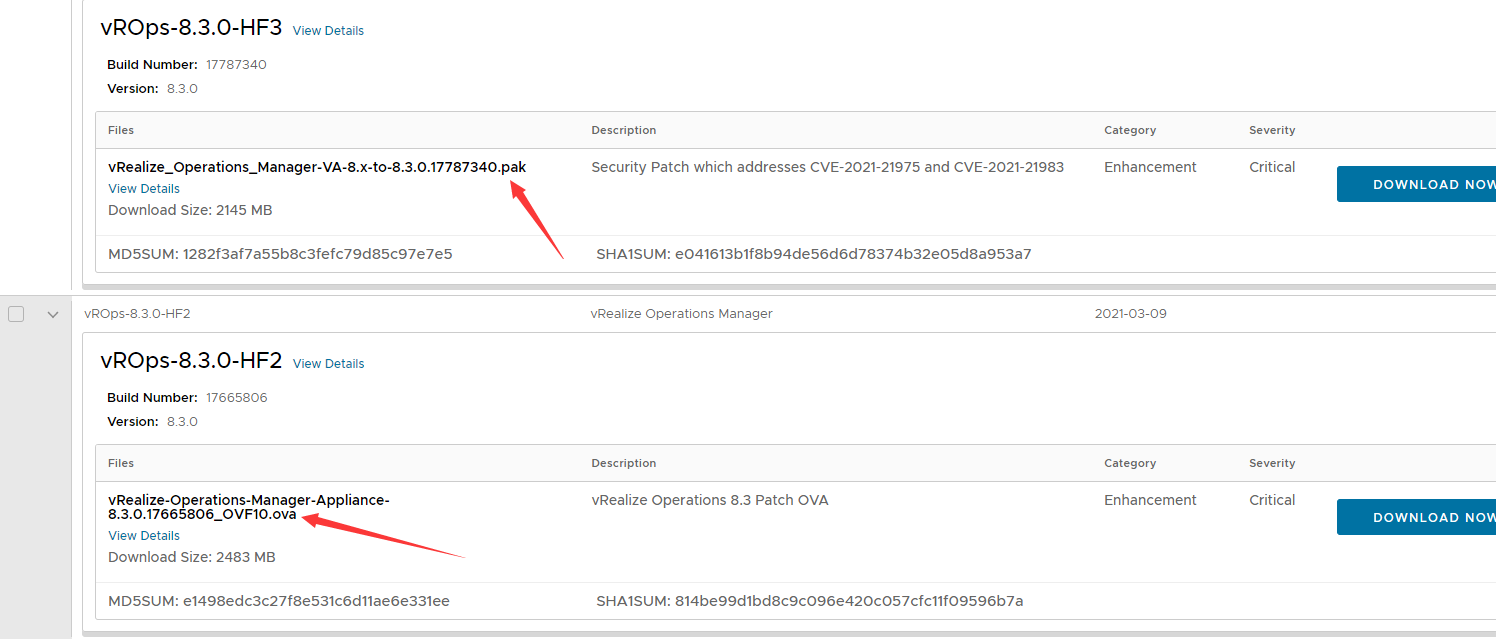 vROps-8.3.0-HF3 View Details
Build Number: 17787340
Version: 8.3.0
Files Description Category Severity
vRealize_Operations_Manager-VA-8.x-to-8.3.0.17787340.pak Security Patch which addresses CVE-2021-21975 and CVE-2021-21983 Enhancement Critical
View Details DOWNLOAD NOW
Download Size: 2145 MB
MD5SUM: 1282f3af7a55b8c3fefc79d85c97e7e5 SHA1SUM: e041613b1f8b94de56d6d78374b32e05d8a953a7
vROps-8.3.0-HF2 vRealize Operations Manager 2021-03-09
vROps-8.3.0-HF2 View Details
Build Number: 17665806
Version: 8.3.0
Files Description Category Severity
vRealize-Operations-Manager-Appliance- vRealize Operations 8.3 Patch OVA Enhancement Critical
8.3.0.17665806_OVF10.ova DOWNLOAD NOW
View Details
Download Size: 2483 MB
MD5SUM: e1498edc3c27f8e531c6d11ae6e331ee SHA1SUM: 814be99d1bd8c9c096e420c057cfc11f09596b7a